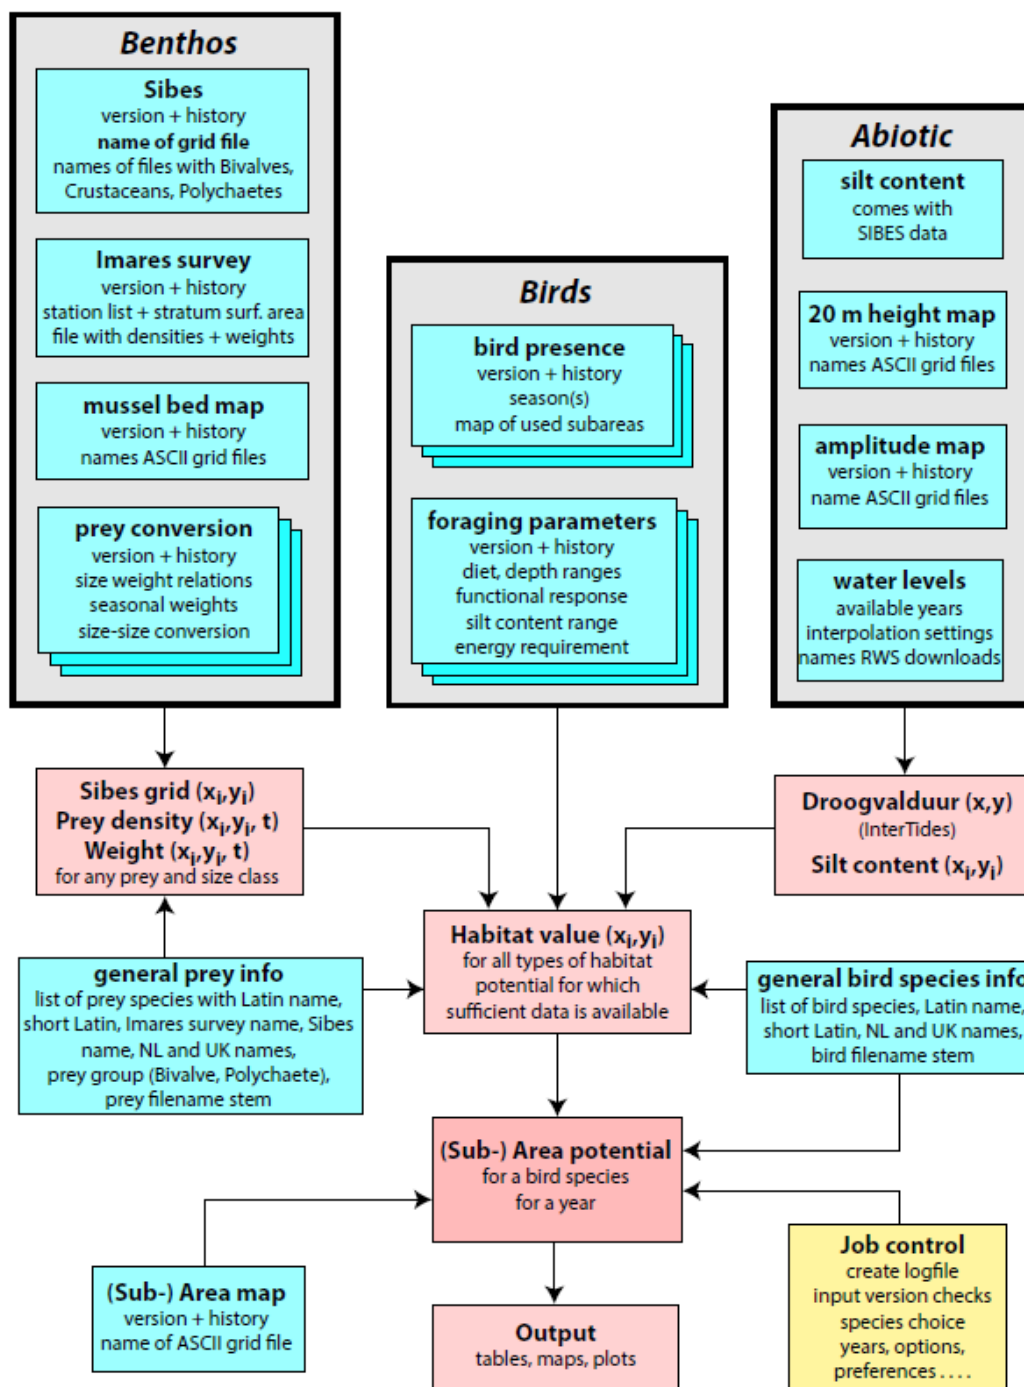 Benthos
Sibes
version + history
name of grid file
names of files with Bivalves,
Crustaceans, Polychaetes
Imares survey
version + history
station list + stratum surf. area
file with densities + weights
mussel bed map
version + history
names ASCII grid files
prey conversion
version + history
size weight relations
seasonal weights
size-size conversion
Birds
bird presence
version + history
season(s)
map of used subareas
foraging parameters
version + history
diet, depth ranges
functional response
silt content range
energy requirement
Abiotic
silt content
comes with
SIBES data
20 m height map
version + history
names ASCII grid files
amplitude map
version + history
name ASCII grid files
water levels
available years
interpolation settings
names RWS downloads
Sibes grid (xi,yi)
Prey density (xi,yi, t)
Weight (xi,yi, t)
for any prey and size class
Droogvalduur (x,y)
(InterTides)
Silt content (xi,yi)
Habitat value (xi,yi)
for all types of habitat
potential for which
sufficient data is available
general prey info
list of prey species with Latin name,
short Latin, Imares survey name, Sibes
name, NL and UK names,
prey group (Bivalve, Polychaete),
prey filename stem
general bird species info
list of bird species, Latin name,
short Latin, NL and UK names,
bird filename stem
(Sub-) Area potential
for a bird species
for a year
(Sub-) Area map
version + history
name of ASCII grid file
Job control
create logfile
input version checks
species choice
years, options,
preferences . . . .
Output
tables, maps, plots